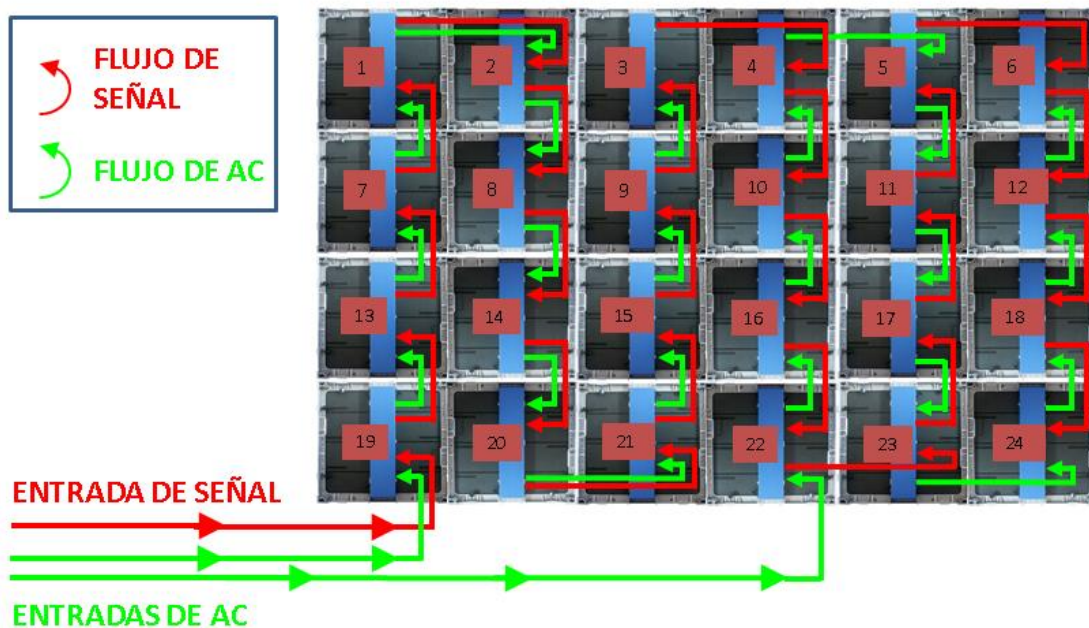 FLUJO DE
SEÑAL
FLUJO DE AC
1 2 3 4 5 6
7 8 9 10 11 12
13 14 15 16 17 18
19 20 21 22 23 24
ENTRADA DE SEÑAL
ENTRADAS DE AC